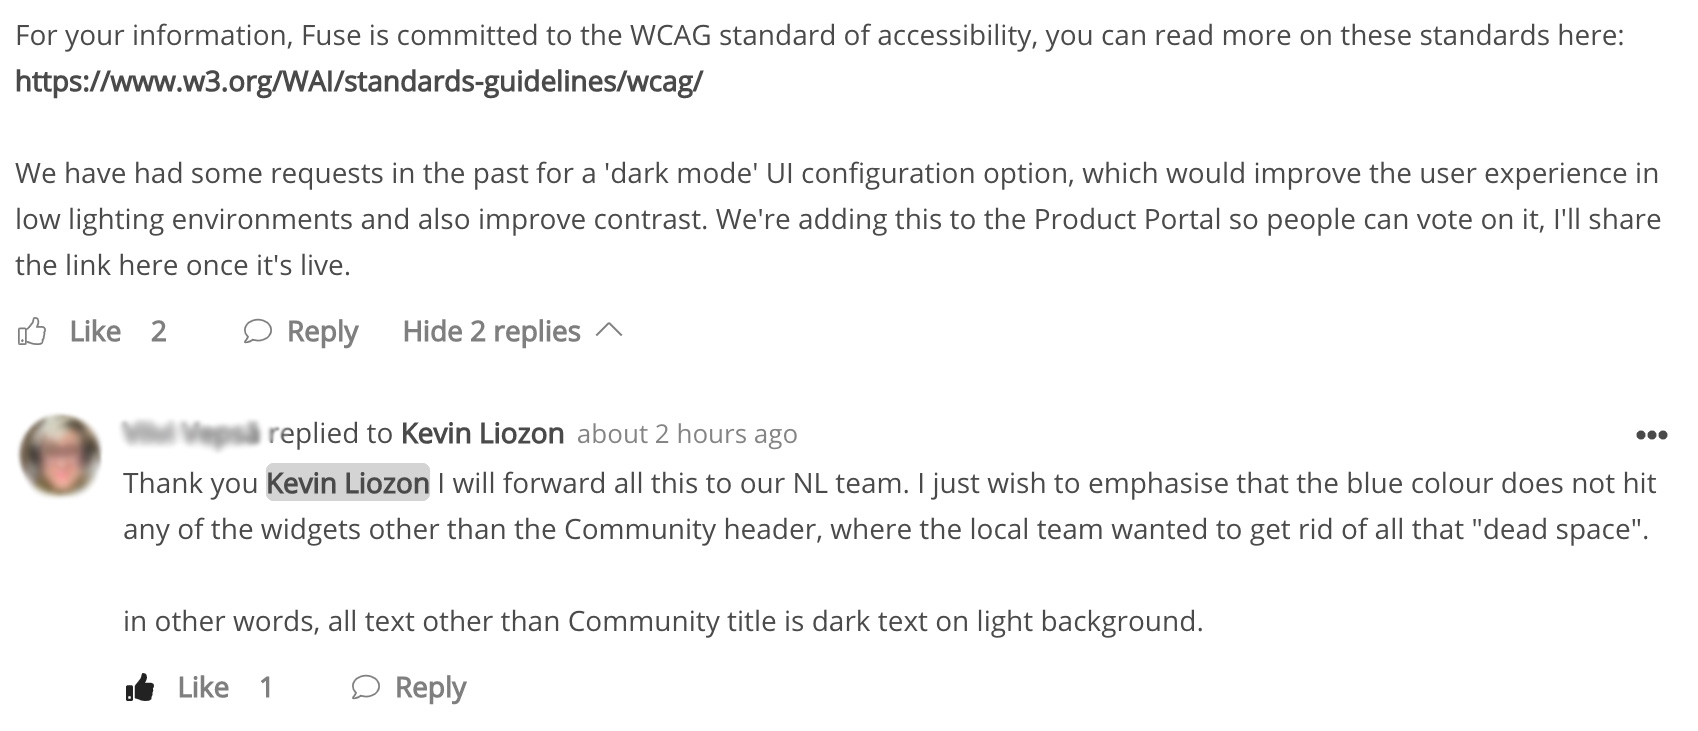 For your information, Fuse is committed to the WCAG standard of accessibility, you can read more on these standards here:
https://www.w3.org/WAI/standards-guidelines/wcag/
We have had some requests in the past for a 'dark mode' UI configuration option, which would improve the user experience in
low lighting environments and also improve contrast. We're adding this to the Product Portal so people can vote on it, I'll share
the link here once it's live.
Like 2 Reply Hide 2 replies
replied to Kevin Liozon about 2 hours ago
Thank you Kevin Liozon I will forward all this to our NL team. I just wish to emphasise that the blue colour does not hit
any of the widgets other than the Community header, where the local team wanted to get rid of all that "dead space".
in other words, all text other than Community title is dark text on light background.
Like 1 Reply